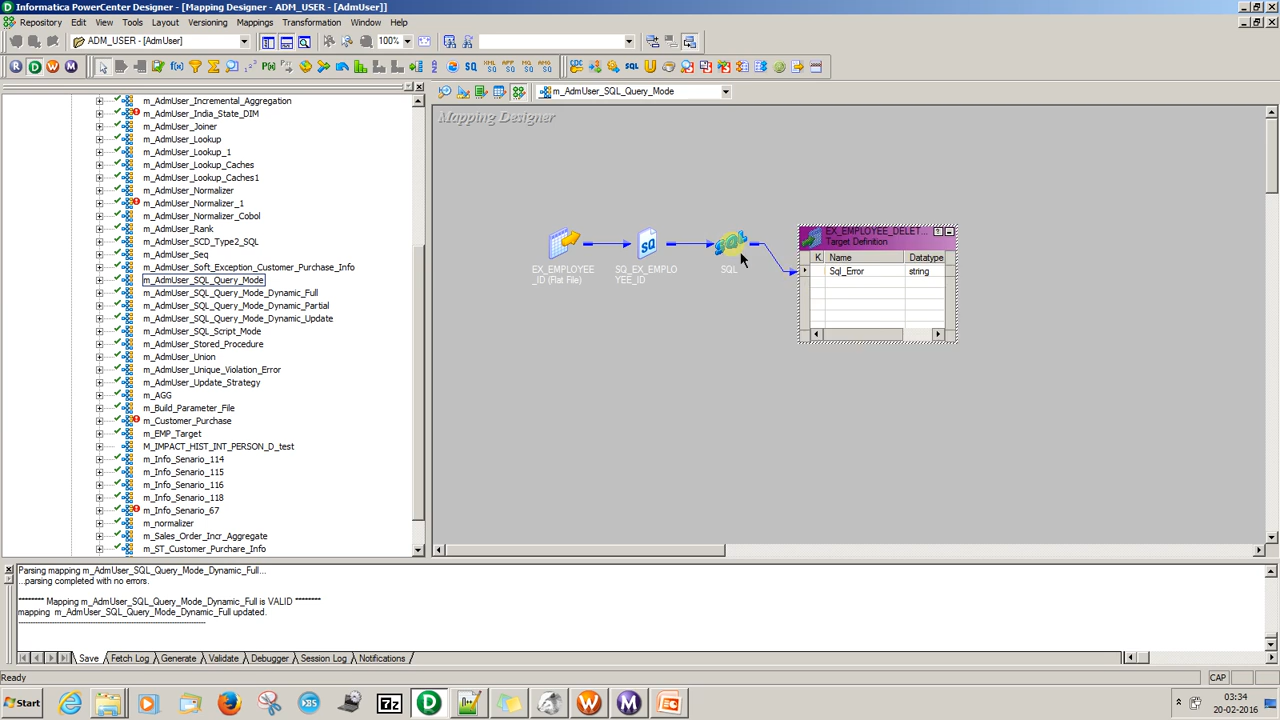 Informatica PowerCenter Designer - [Mapping Designer - ADM_USER - [AdmUser]]
Repository Edit View Tools Layout Versioning Mappings Transformation Window Help
ADM_USER - [AdmUser]
100%
m_AdmUser_SQL_Query_Mode
Mapping Designer
m_AdmUser_Incremental_Aggregation
m_AdmUser_India_State_DIM
m_AdmUser_Joiner
m_AdmUser_Lookup
m_AdmUser_Lookup_1
m_AdmUser_Lookup_Caches
m_AdmUser_Lookup_Caches1
m_AdmUser_Normalizer
m_AdmUser_Normalizer_1
m_AdmUser_Normalizer_Cobol
m_AdmUser_Rank
m_AdmUser_SCD_Type2_SQL
m_AdmUser_Seq
m_AdmUser_Soft_Exception_Customer_Purchase_Info
m_AdmUser_SQL_Query_Mode
m_AdmUser_SQL_Query_Mode_Dynamic_Full
m_AdmUser_SQL_Query_Mode_Dynamic_Partial
m_AdmUser_SQL_Query_Mode_Dynamic_Update
m_AdmUser_SQL_Script_Mode
m_AdmUser_Stored_Procedure
m_AdmUser_Union
m_AdmUser_Unique_Violation_Error
m_AdmUser_Update_Strategy
m_AGG
m_Build_Parameter_File
m_Customer_Purchase
m_EMP_Target
M_IMPACT_HIST_INT_PERSON_D_test
m_Info_Senario_114
m_Info_Senario_115
m_Info_Senario_116
m_Info_Senario_118
m_Info_Senario_67
m_normalizer
m_Sales_Order_Incr_Aggregate
m_ST_Customer_Purchare_Info
EX_EMPLOYEE
_ID (Flat File)
SQ
SQ_EX_EMPLO
YEE_ID
SQL
SQL
EX_EMPLOYEE_DELET...
Target Definition
K. Name Datatype
Sql_Error string
Parsing mapping m_AdmUser_SQL_Query_Mode_Dynamic_Full...
...parsing completed with no errors.
******** Mapping m_AdmUser_SQL_Query_Mode_Dynamic_Full is VALID ********
mapping m_AdmUser_SQL_Query_Mode_Dynamic_Full updated.
Save Fetch Log Generate Validate Debugger Session Log Notifications
Ready
CAP
Start
03:34
20-02-2016